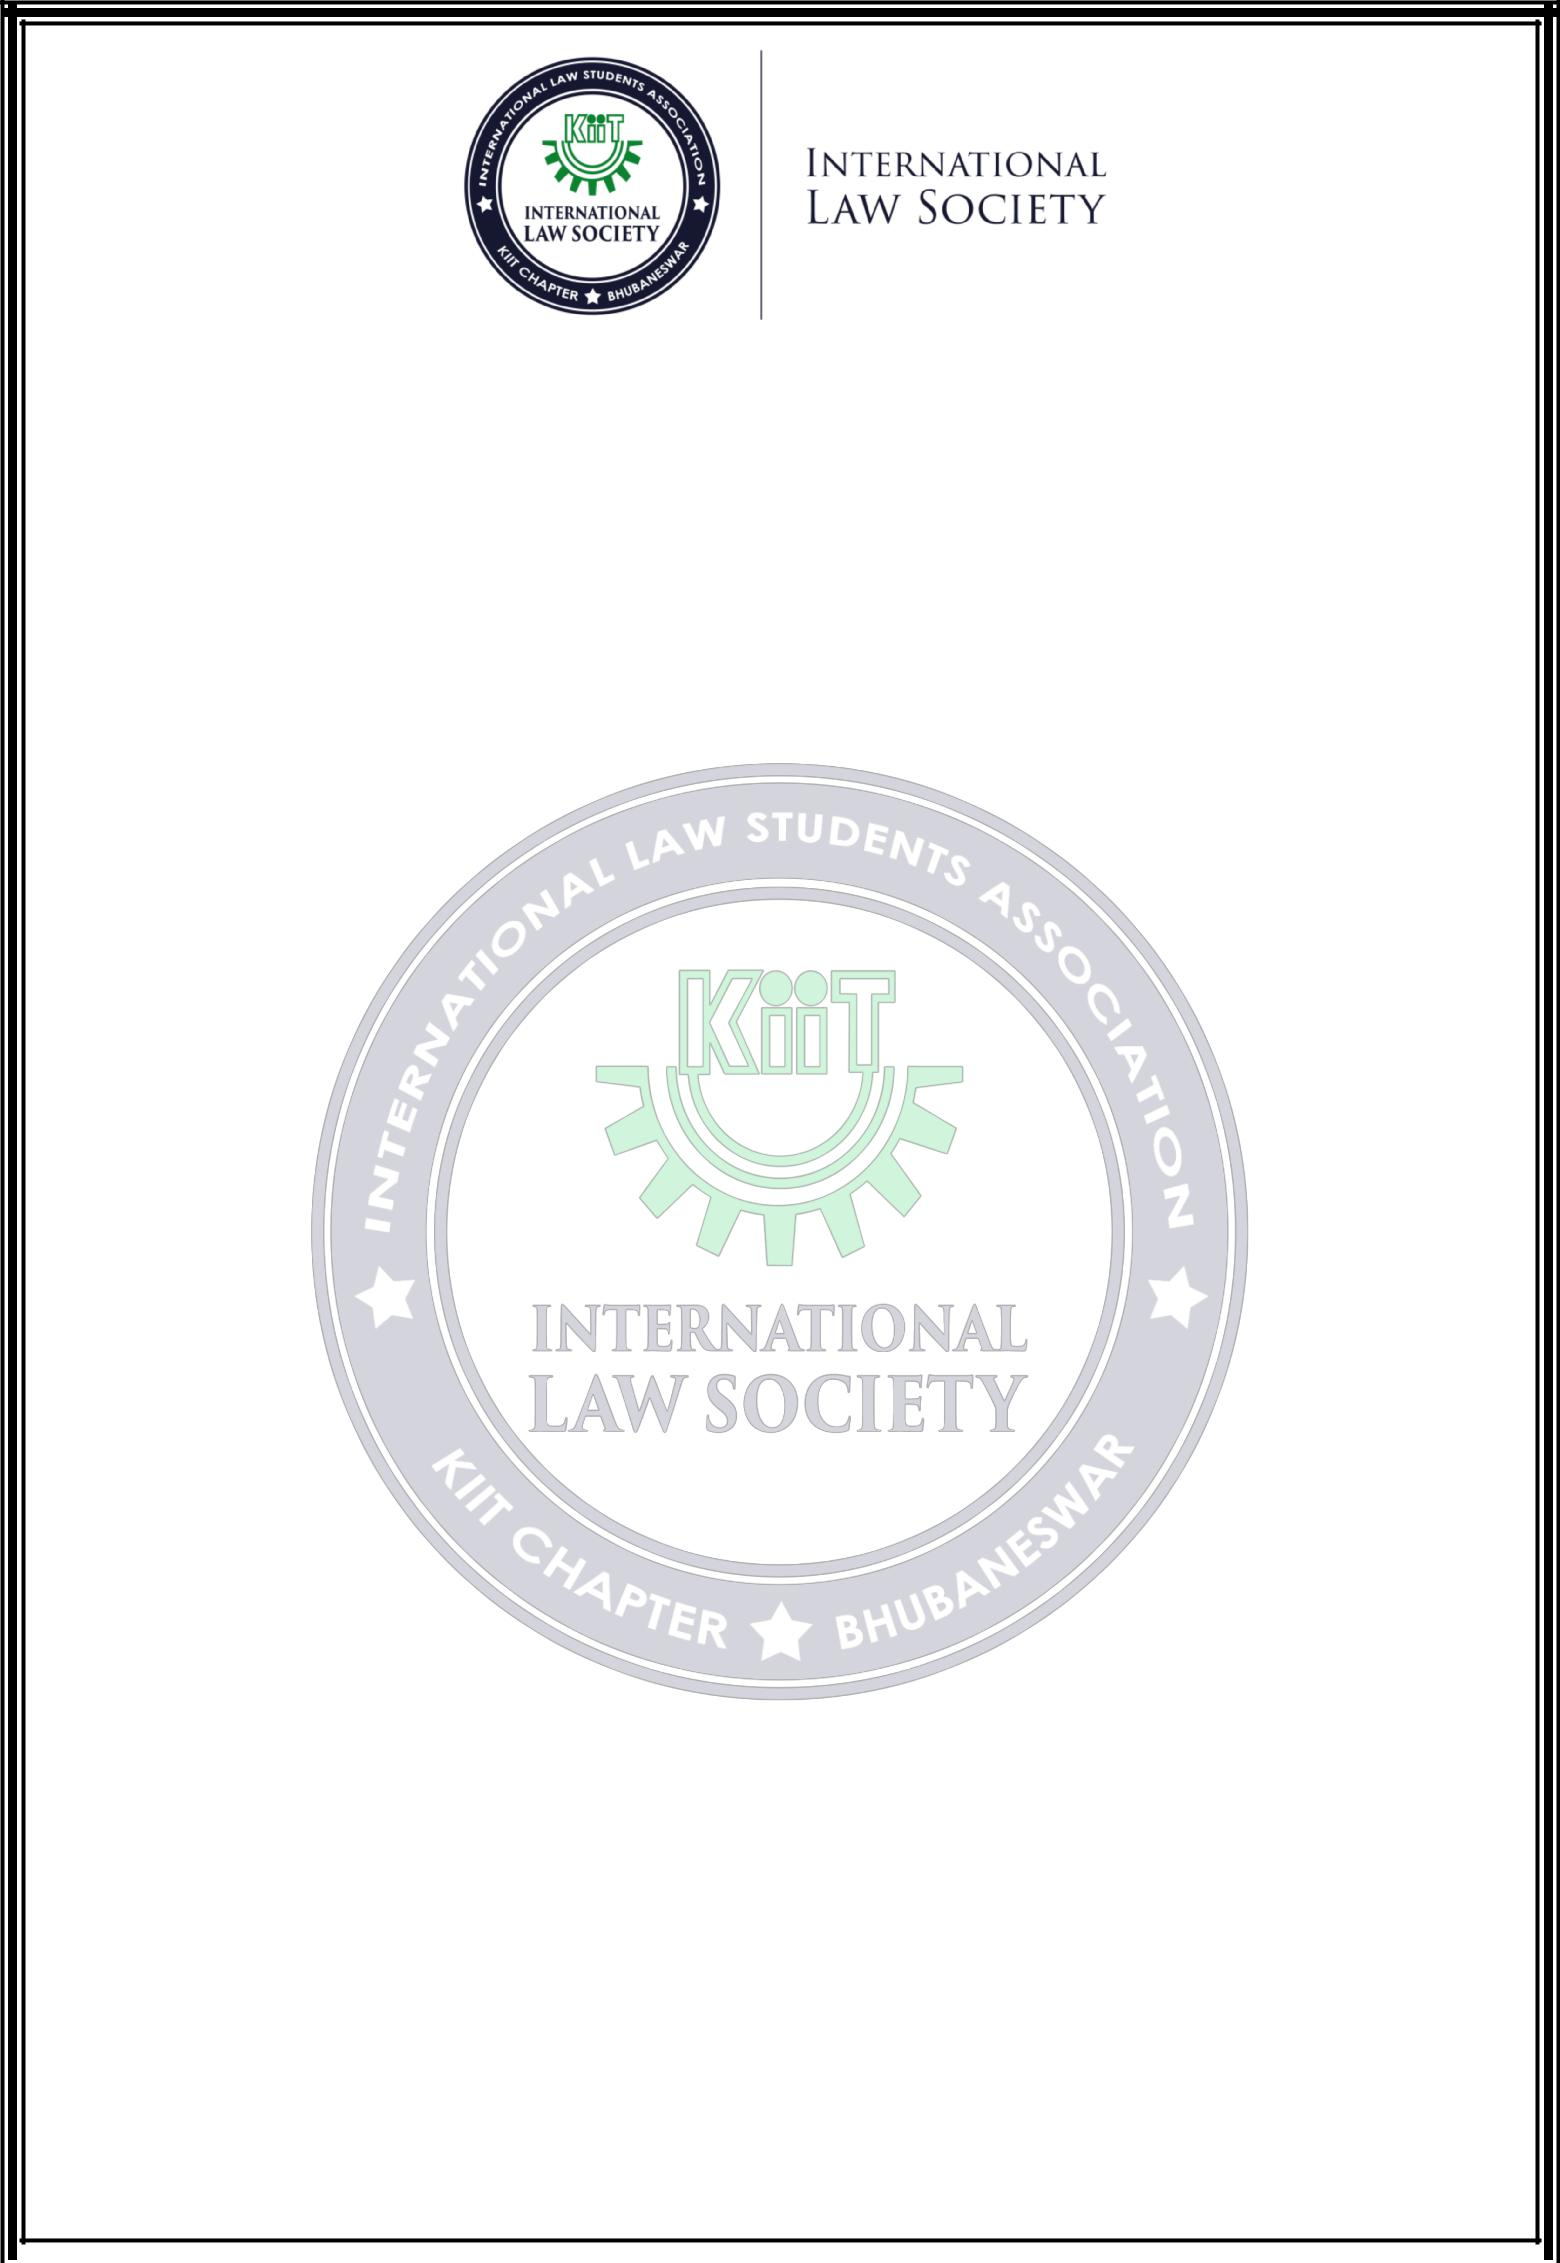 INTERNATIONAL LAW STUDENTS ASSOCIATION
KiiT
INTERNATIONAL
LAW SOCIETY
KIIT CHAPTER ★ BHUBANESWAR
INTERNATIONAL
LAW SOCIETY
INTERNATIONAL LAW STUDENTS ASSOCIATION
KiiT
INTERNATIONAL
LAW SOCIETY
KIIT CHAPTER ★ BHUBANESWAR